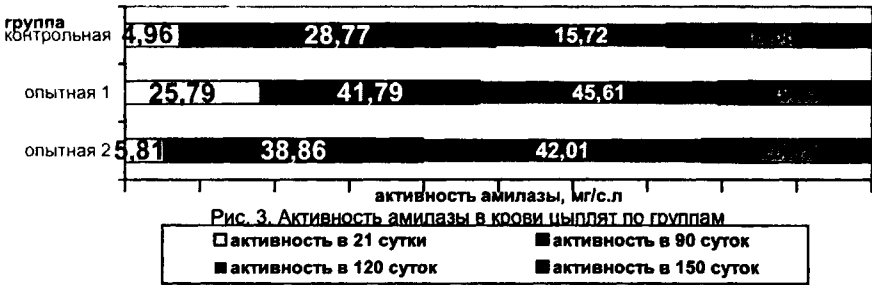 группа
контрольная 4,96 28,77 15,72
опытная 1 25,79 41,79 45,61
опытная 2 5,81 38,86 42,01
активность амилазы, мг/с.л
Рис. 3. Активность амилазы в крови цыплят по группам
активность в 21 сутки активность в 90 суток
активность в 120 суток активность в 150 суток